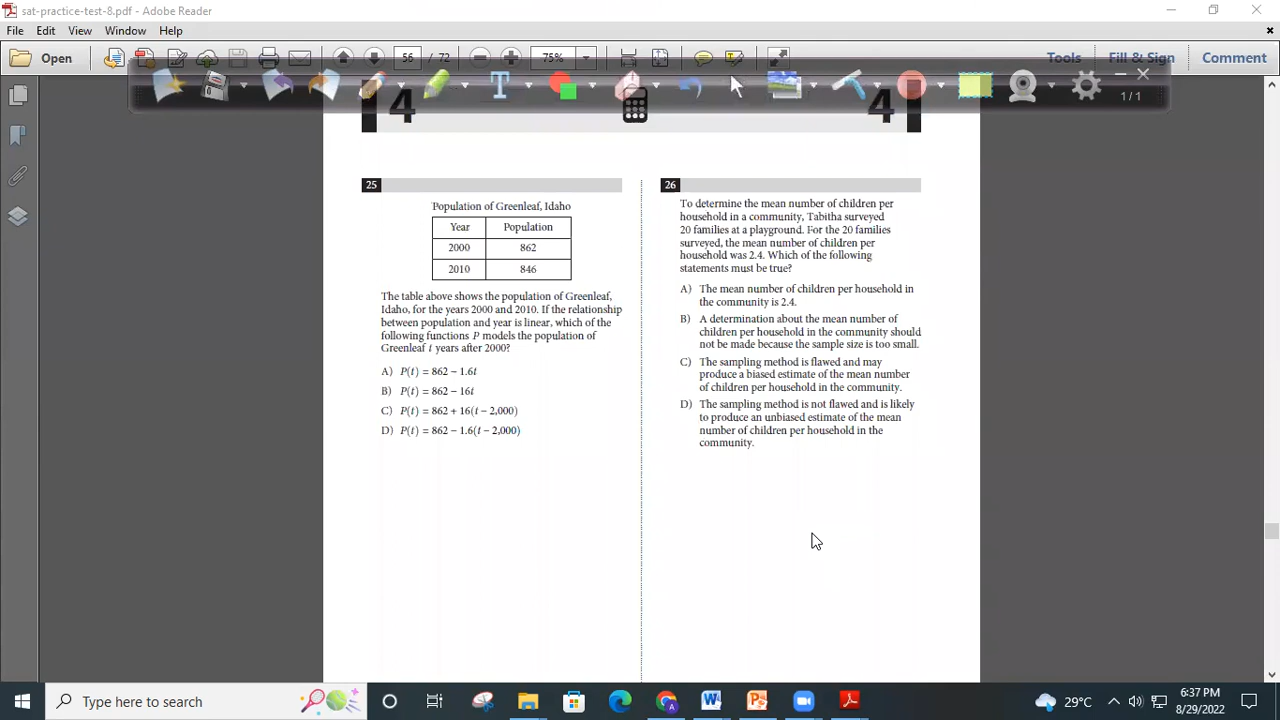 sat-practice-test-8.pdf - Adobe Reader
File Edit View Window Help
Open
56 / 72
75%
Tools Fill & Sign Comment
T
1 / 1
4 4
25
Population of Greenleaf, Idaho
Year Population
2000 862
2010 846
The table above shows the population of Greenleaf,
Idaho, for the years 2000 and 2010. If the relationship
between population and year is linear, which of the
following functions P models the population of
Greenleaf t years after 2000?
A) P(t) = 862 − 1.6t
B) P(t) = 862 − 16t
C) P(t) = 862 + 16(t − 2,000)
D) P(t) = 862 − 1.6(t − 2,000)
26
To determine the mean number of children per
household in a community, Tabitha surveyed
20 families at a playground. For the 20 families
surveyed, the mean number of children per
household was 2.4. Which of the following
statements must be true?
A) The mean number of children per household in
the community is 2.4.
B) A determination about the mean number of
children per household in the community should
not be made because the sample size is too small.
C) The sampling method is flawed and may
produce a biased estimate of the mean number
of children per household in the community.
D) The sampling method is not flawed and is likely
to produce an unbiased estimate of the mean
number of children per household in the
community.
Type here to search
29°C
6:37 PM
8/29/2022